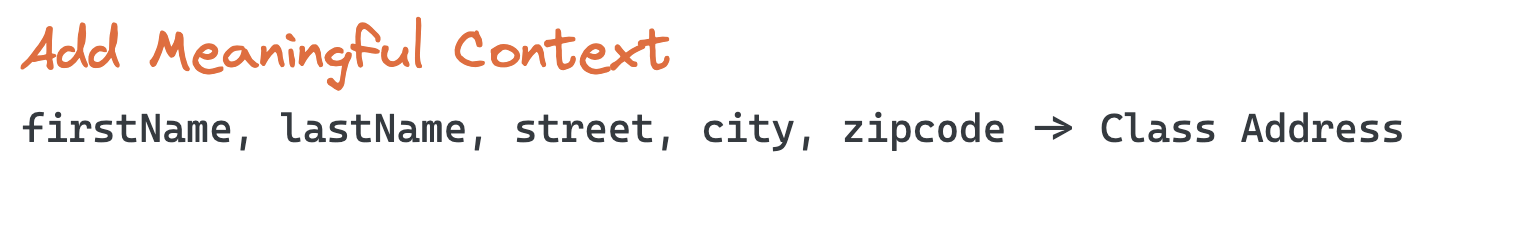 Add Meaningful Context
firstName, lastName, street, city, zipcode → Class Address